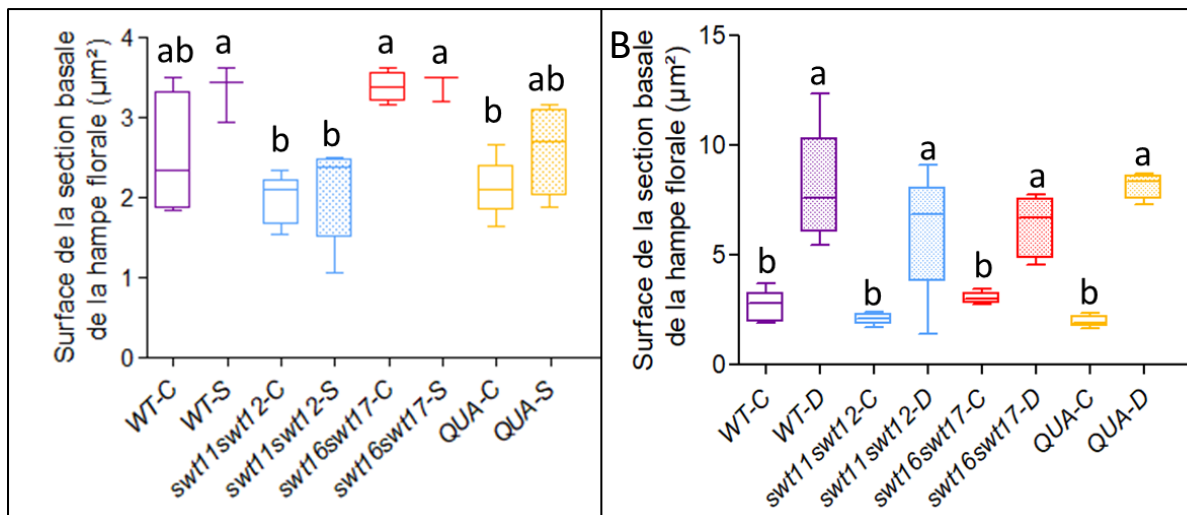 Surface de la section basale
de la hampe florale (µm²)
4
3
2
1
0
ab
a
b
b
a
a
b
ab
WT-C
WT-S
swt11swt12-C
swt11swt12-S
swt16swt17-C
swt16swt17-S
QUA-C
QUA-S
B
Surface de la section basale
de la hampe florale (µm²)
15
10
5
0
b
a
b
a
b
a
b
a
WT-C
WT-D
swt11swt12-C
swt11swt12-D
swt16swt17-C
swt16swt17-D
QUA-C
QUA-D